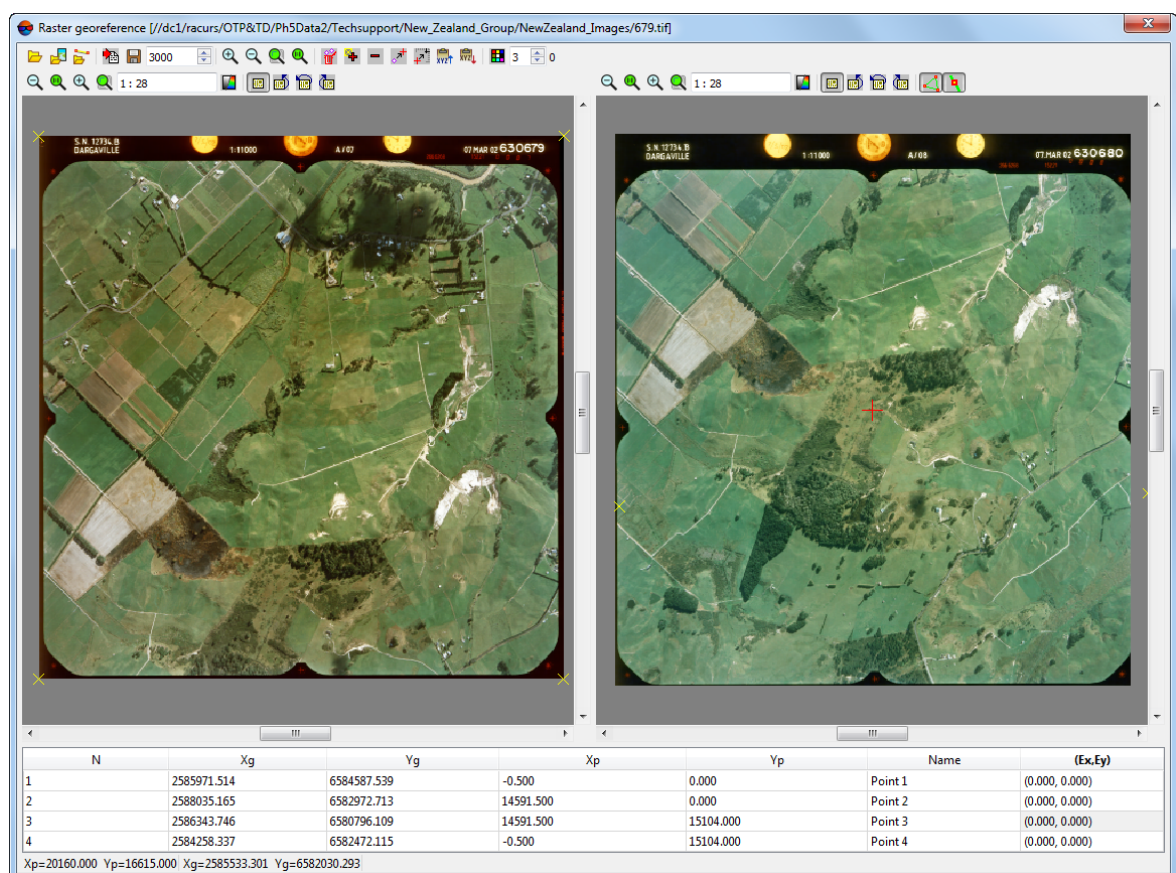 Raster georeference [//dc1/racurs/OTP&TD/Ph5Data2/Techsupport/New_Zealand_Group/NewZealand_Images/679.tif]
3000
3
0
1 : 28
1 : 28
S.N. 12734.B
DARGAVILLE
1:11000
A / 07
07 MAR 02 630679
S.N. 12734.B
DARGAVILLE
1:11000
A / 08
07.MAR 02 630680
N Xg Yg Xp Yp Name (Ex,Ey)
1 2585971.514 6584587.539 -0.500 0.000 Point 1 (0.000, 0.000)
2 2588035.165 6582972.713 14591.500 0.000 Point 2 (0.000, 0.000)
3 2586343.746 6580796.109 14591.500 15104.000 Point 3 (0.000, 0.000)
4 2584258.337 6582472.115 -0.500 15104.000 Point 4 (0.000, 0.000)
Xp=20160.000 Yp=16615.000 Xg=2585533.301 Yg=6582030.293